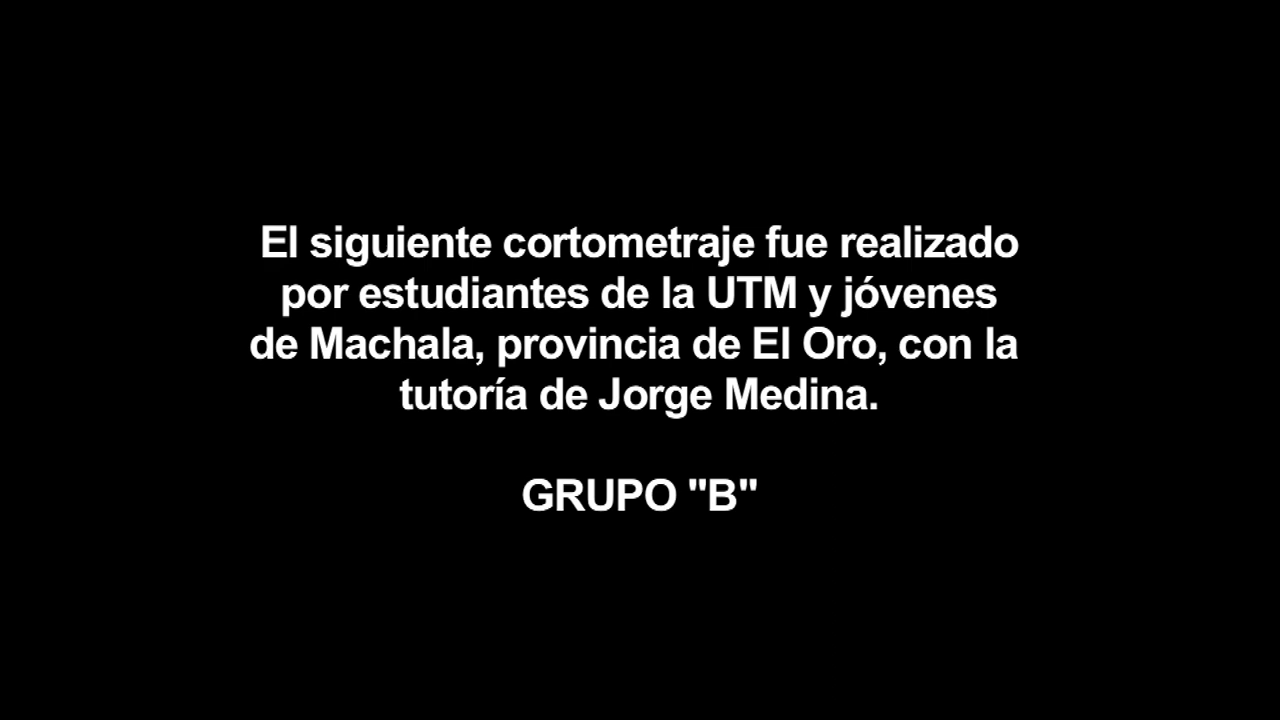 El siguiente cortometraje fue realizado
por estudiantes de la UTM y jóvenes
de Machala, provincia de El Oro, con la
tutoría de Jorge Medina.
GRUPO "B"